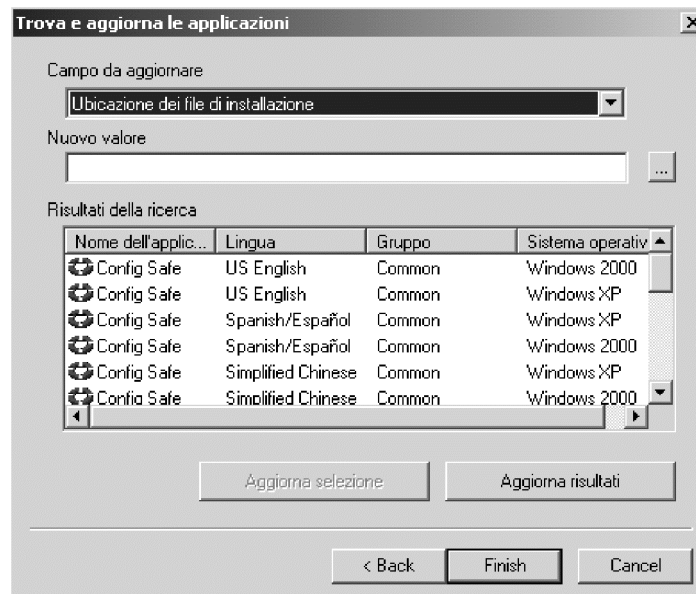 Trova e aggiorna le applicazioni
Campo da aggiornare
Ubicazione dei file di installazione
Nuovo valore
...
Risultati della ricerca
Nome dell'applic... Lingua Gruppo Sistema operativ
Config Safe US English Common Windows 2000
Config Safe US English Common Windows XP
Config Safe Spanish/Español Common Windows XP
Config Safe Spanish/Español Common Windows 2000
Config Safe Simplified Chinese Common Windows XP
Config Safe Simplified Chinese Common Windows 2000
Aggiorna selezione Aggiorna risultati
< Back Finish Cancel